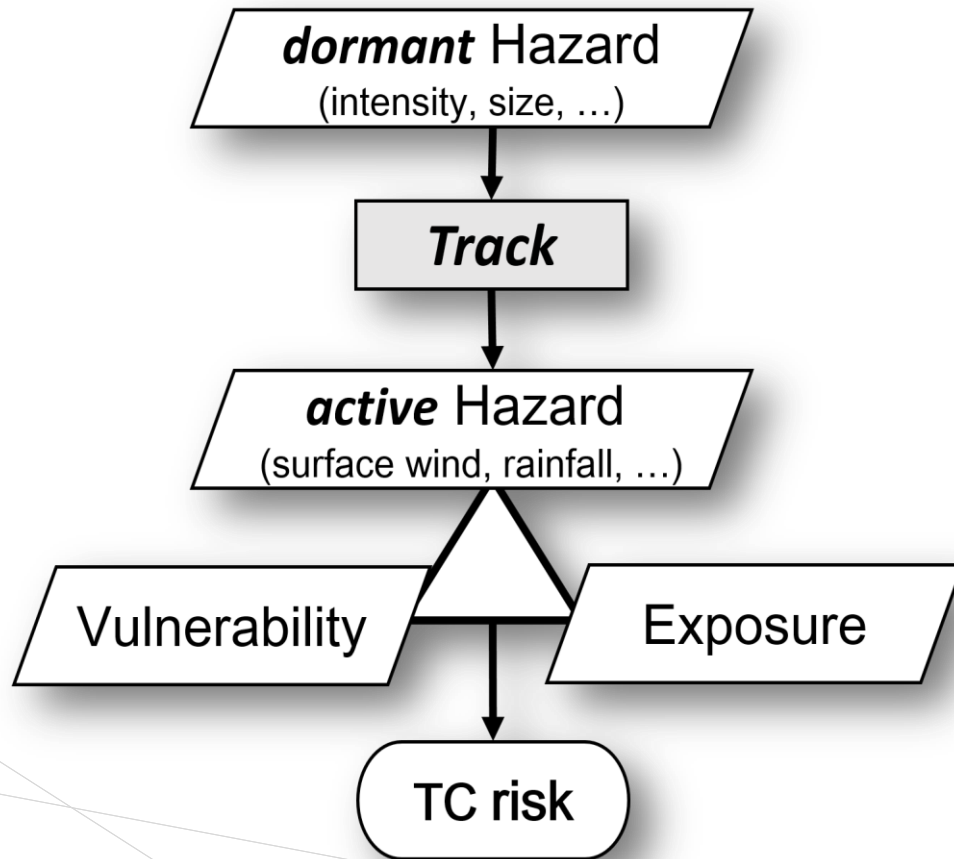 dormant Hazard
(intensity, size, …)
Track
active Hazard
(surface wind, rainfall, …)
Vulnerability
Exposure
TC risk